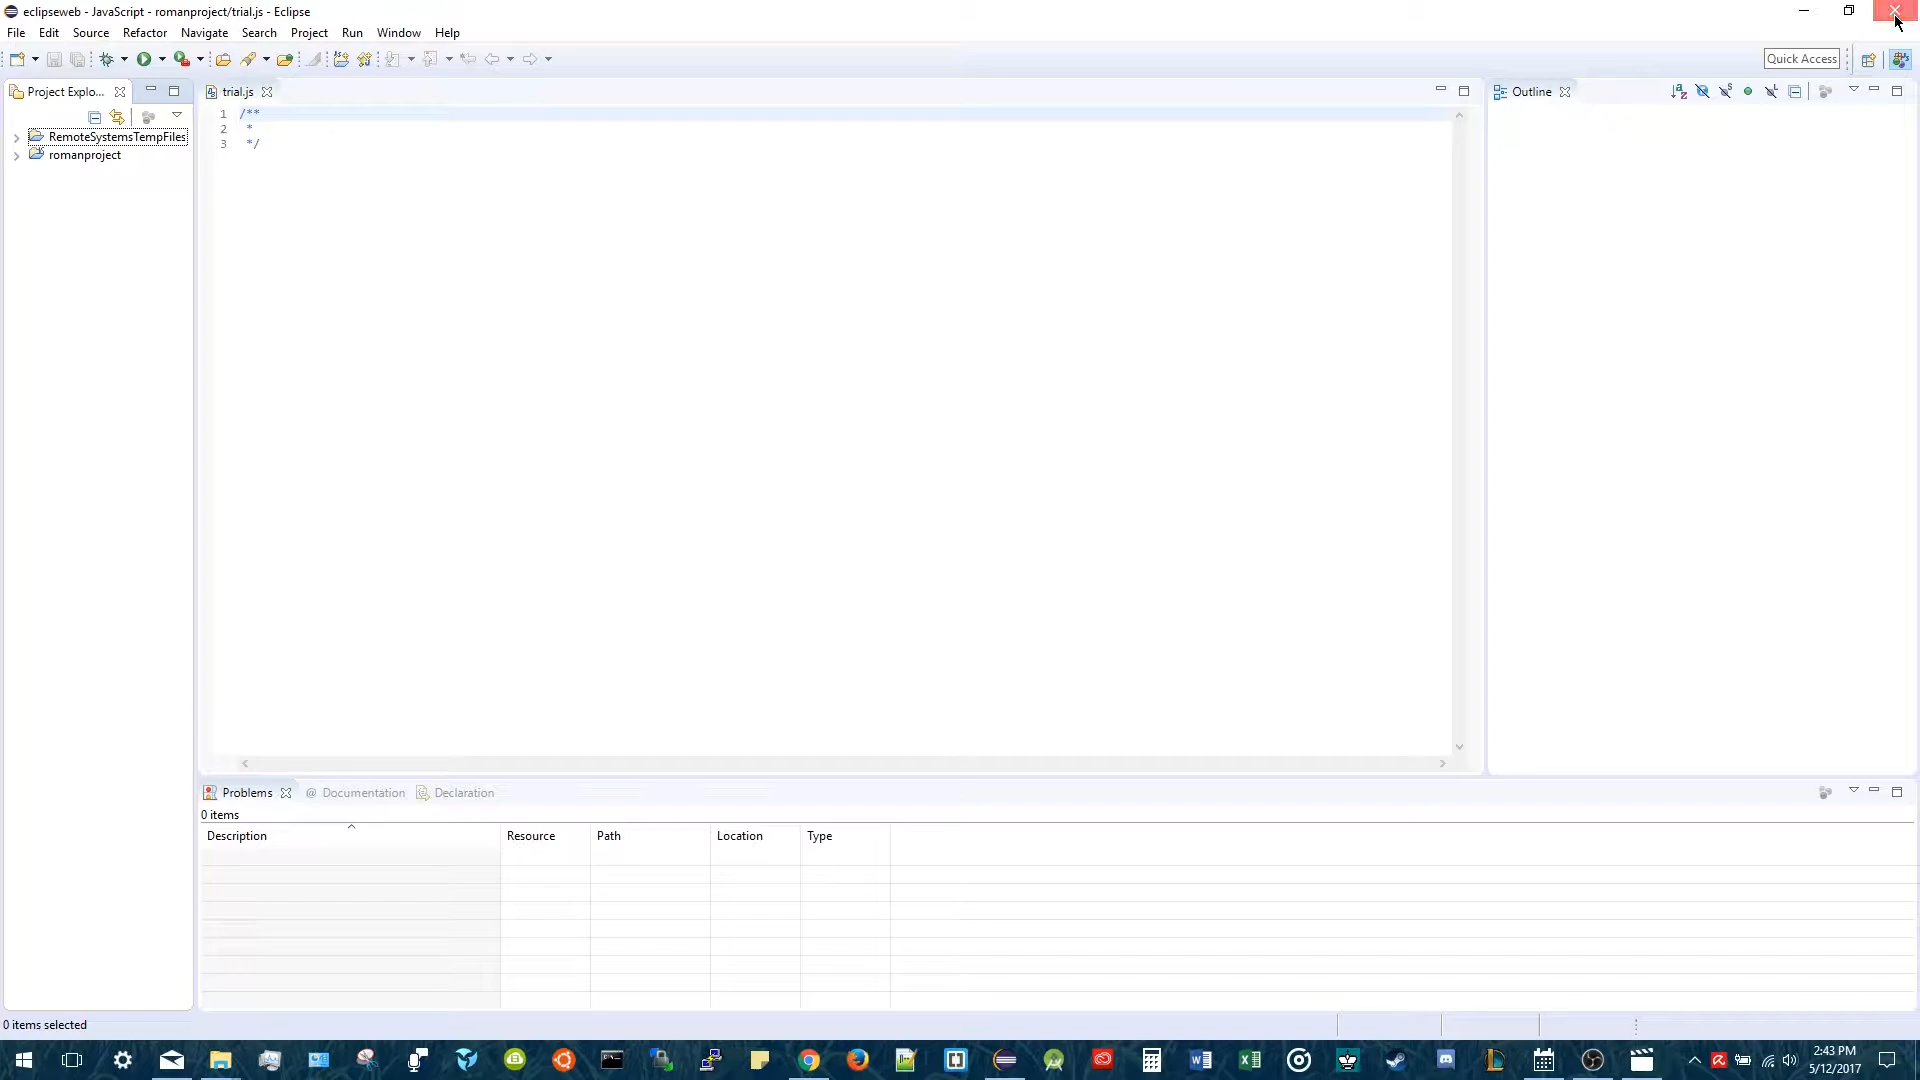 eclipseweb - JavaScript - romanproject/trial.js - Eclipse
File Edit Source Refactor Navigate Search Project Run Window Help
Quick Access
Project Explo...
trial.js
Outline
1 /**
2 *
3 */
RemoteSystemsTempFiles
romanproject
Problems @ Documentation Declaration
0 items
Description Resource Path Location Type
0 items selected
2:43 PM
5/12/2017